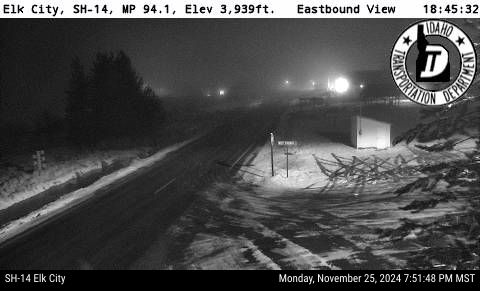 Elk City, SH-14, MP 94.1, Elev 3,939ft. Eastbound View 18:45:32
IDAHO
TRANSPORTATION DEPARTMENT
SH-14 Elk City Monday, November 25, 2024 7:51:48 PM MST